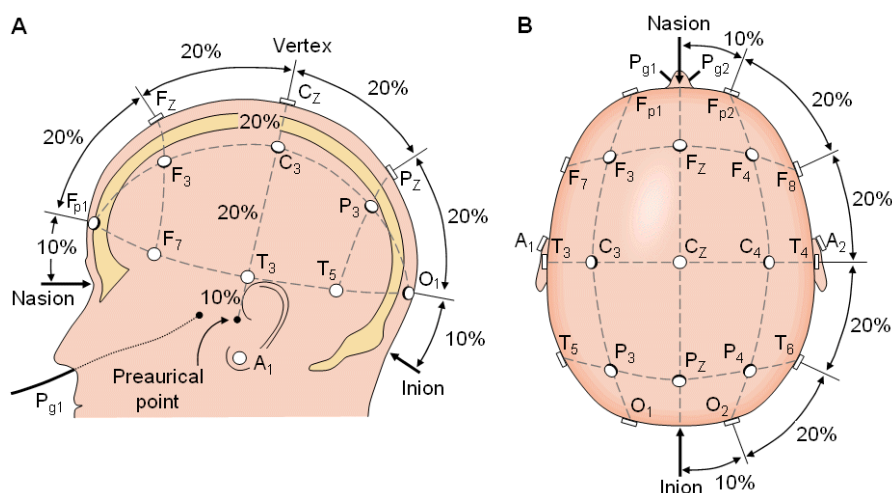 A
20%
Vertex
20%
FZ
CZ
20%
20%
F3
C3
PZ
Fp1
20%
P3
20%
10%
F7
T3
T5
O1
Nasion
10%
10%
A1
Preaurical
point
Inion
Pg1
B
Nasion
10%
Pg1
Pg2
Fp1
Fp2
20%
F7
F3
FZ
F4
F8
20%
A1
T3
C3
CZ
C4
T4
A2
20%
T5
P3
PZ
P4
T6
O1
O2
20%
Inion
10%